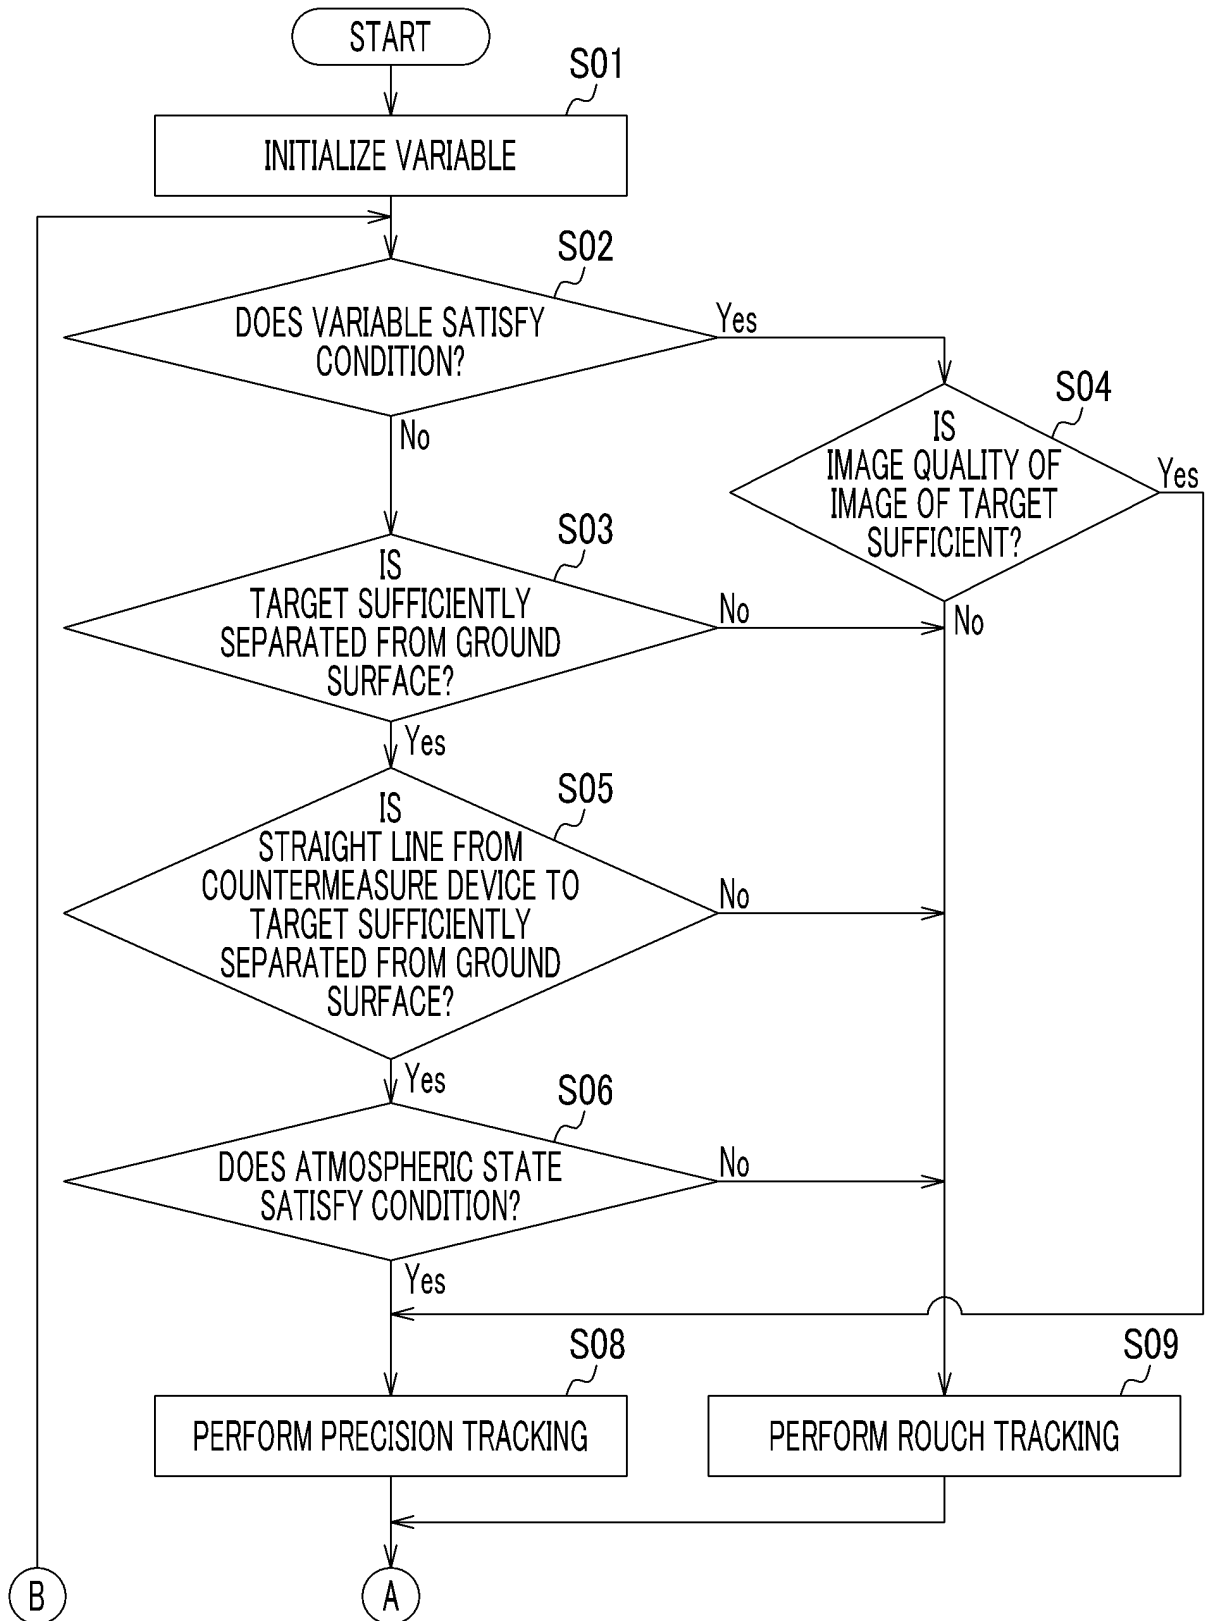 START
S01
INITIALIZE VARIABLE
S02
DOES VARIABLE SATISFY
CONDITION?
Yes
No
S04
IS
IMAGE QUALITY OF
IMAGE OF TARGET
SUFFICIENT?
Yes
No
S03
IS
TARGET SUFFICIENTLY
SEPARATED FROM GROUND
SURFACE?
No
Yes
S05
IS
STRAIGHT LINE FROM
COUNTERMEASURE DEVICE TO
TARGET SUFFICIENTLY
SEPARATED FROM GROUND
SURFACE?
No
Yes
S06
DOES ATMOSPHERIC STATE
SATISFY CONDITION?
No
Yes
S08
PERFORM PRECISION TRACKING
S09
PERFORM ROUCH TRACKING
B
A